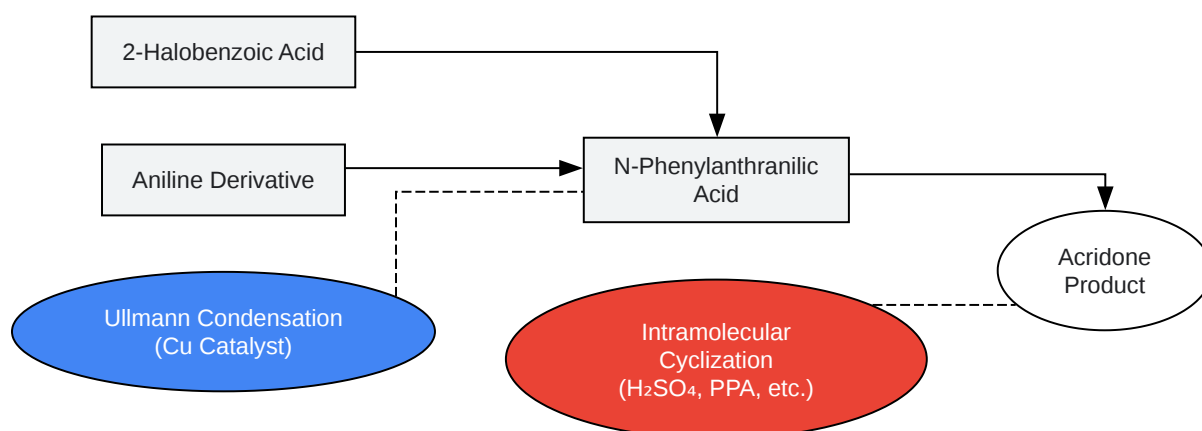 2-Halobenzoic Acid
Aniline Derivative
N-Phenylanthranilic
Acid
Acridone
Product
Ullmann Condensation
(Cu Catalyst)
Intramolecular
Cyclization
(H₂SO₄, PPA, etc.)